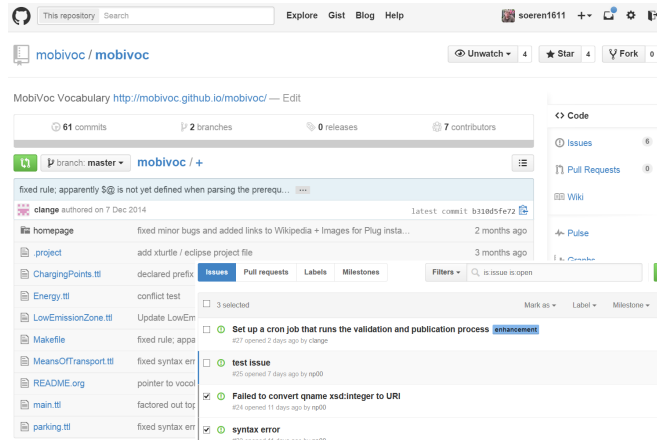 This repository Search Explore Gist Blog Help soeren1611
mobivoc / mobivoc Unwatch 4 Star 4 Fork 0
MobiVoc Vocabulary http://mobivoc.github.io/mobivoc/ — Edit
61 commits 2 branches 0 releases 7 contributors
branch: master mobivoc / +
fixed rule; apparently $@ is not yet defined when parsing the prerequ… ...
clange authored on 7 Dec 2014 latest commit b310d5fe72
homepage fixed minor bugs and added links to Wikipedia + Images for Plug insta… 2 months ago
.project add xturtle / eclipse project file 3 months ago
ChargingPoints.ttl declared prefix
Energy.ttl conflict test
LowEmissionZone.ttl Update LowEm
Makefile fixed rule; appa
MeansOfTransport.ttl fixed syntax err
README.org pointer to vocol
main.ttl factored out top
parking.ttl fixed syntax err
Code
Issues 6
Pull Requests 0
Wiki
Pulse
Graphs
Issues Pull requests Labels Milestones Filters is:issue is:open
3 selected Mark as Label Milestone
Set up a cron job that runs the validation and publication process enhancement
#27 opened 2 days ago by clange
test issue
#25 opened 7 days ago by np00
Failed to convert qname xsd:integer to URI
#24 opened 11 days ago by np00
syntax error